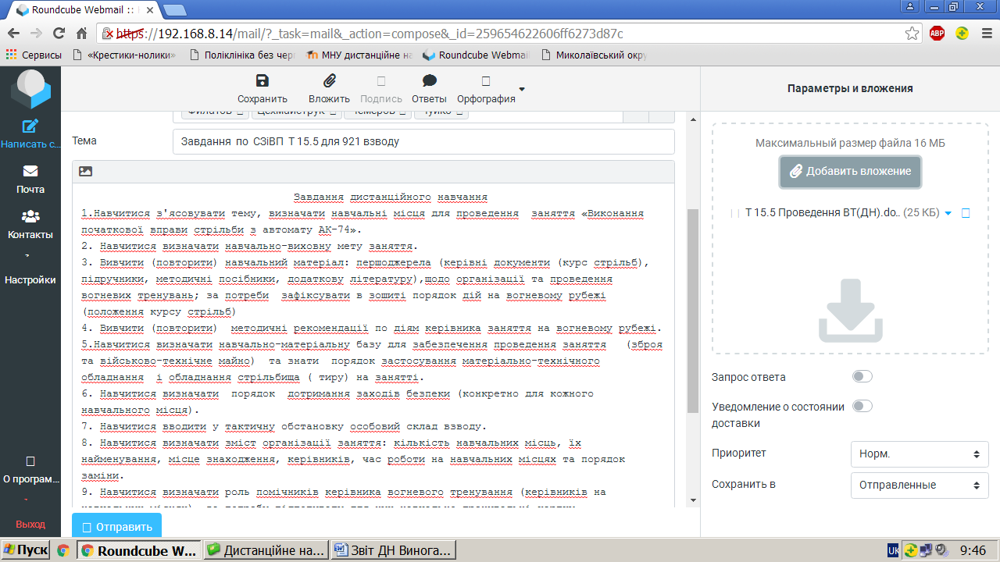 Roundcube Webmail ::
https://192.168.8.14/mail/?_task=mail&_action=compose&_id=259654622606ff6273d87c
ABP
Сервисы «Крестики-нолики» Поліклініка без чер МНУ дистанційне на Roundcube Webmail Миколаївський окру
Сохранить Вложить Подпись Ответы Орфография
Параметры и вложения
Написать с...
Почта
Контакты
Настройки
О програм...
Выход
Филатов Цехмайструк Чемеров Чуйко
Тема Завдання по СЗіВП Т 15.5 для 921 взводу
Завдання дистанційного навчання
1.Навчитися з'ясовувати тему, визначати навчальні місця для проведення заняття «Виконання
початкової вправи стрільби з автомату АК-74».
2. Навчитися визначати навчально-виховну мету заняття.
3. Вивчити (повторити) навчальний матеріал: першоджерела (керівні документи (курс стрільб),
підручники, методичні посібники, додаткову літературу),щодо організації та проведення
вогневих тренувань; за потреби зафіксувати в зошиті порядок дій на вогневому рубежі
(положення курсу стрільб)
4. Вивчити (повторити) методичні рекомендації по діям керівника заняття на вогневому рубежі.
5.Навчитися визначати навчально-матеріальну базу для забезпечення проведення заняття (зброя
та військово-технічне майно) та знати порядок застосування матеріально-технічного
обладнання і обладнання стрільбища ( тиру) на занятті.
6. Навчитися визначати порядок дотримання заходів безпеки (конкретно для кожного
навчального місця).
7. Навчитися вводити у тактичну обстановку особовий склад взводу.
8. Навчитися визначати зміст організації заняття: кількість навчальних місць, їх
найменування, місце знаходження, керівників, час роботи на навчальних місцях та порядок
заміни.
9. Навчитися визначати роль помічників керівника вогневого тренування (керівників на
Отправить
Максимальный размер файла 16 МБ
Добавить вложение
Т 15.5 Проведення ВТ(ДН).do.. (25 КБ)
Запрос ответа
Уведомление о состоянии
доставки
Приоритет Норм.
Сохранить в Отправленные
Пуск Roundcube W... Дистанційне на... Звіт ДН Винога... UK 9:46